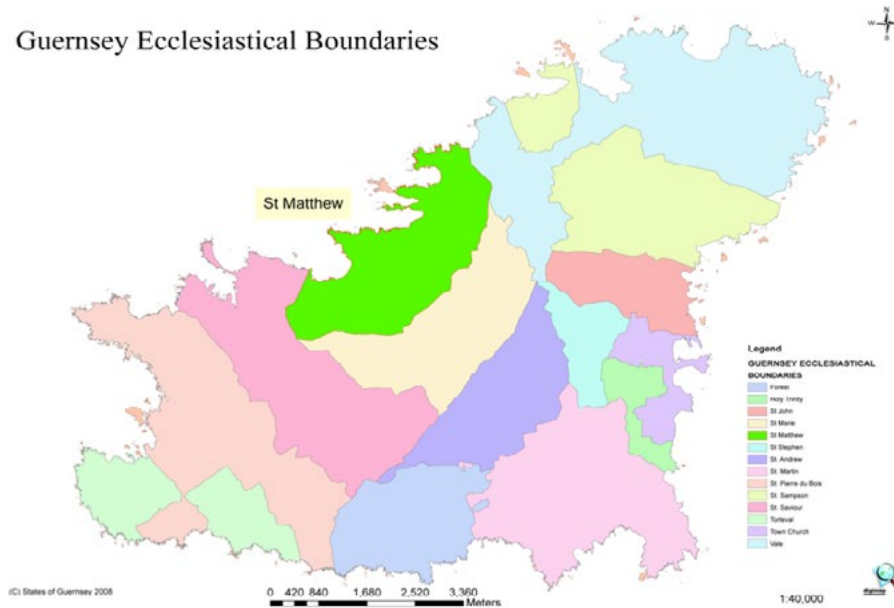 Guernsey Ecclesiastical Boundaries
N
W
S
St Matthew
Legend
GUERNSEY ECCLESIASTICAL
BOUNDARIES
Forest
Holy Trinity
St John
St Marie
St Matthew
St Stephen
St. Andrew
St. Martin
St. Pierre du Bois
St. Sampson
St. Saviour
Torteval
Town Church
Vale
(C) States of Guernsey 2008
0 420 840 1,680 2,520 3,360
Meters
1:40,000